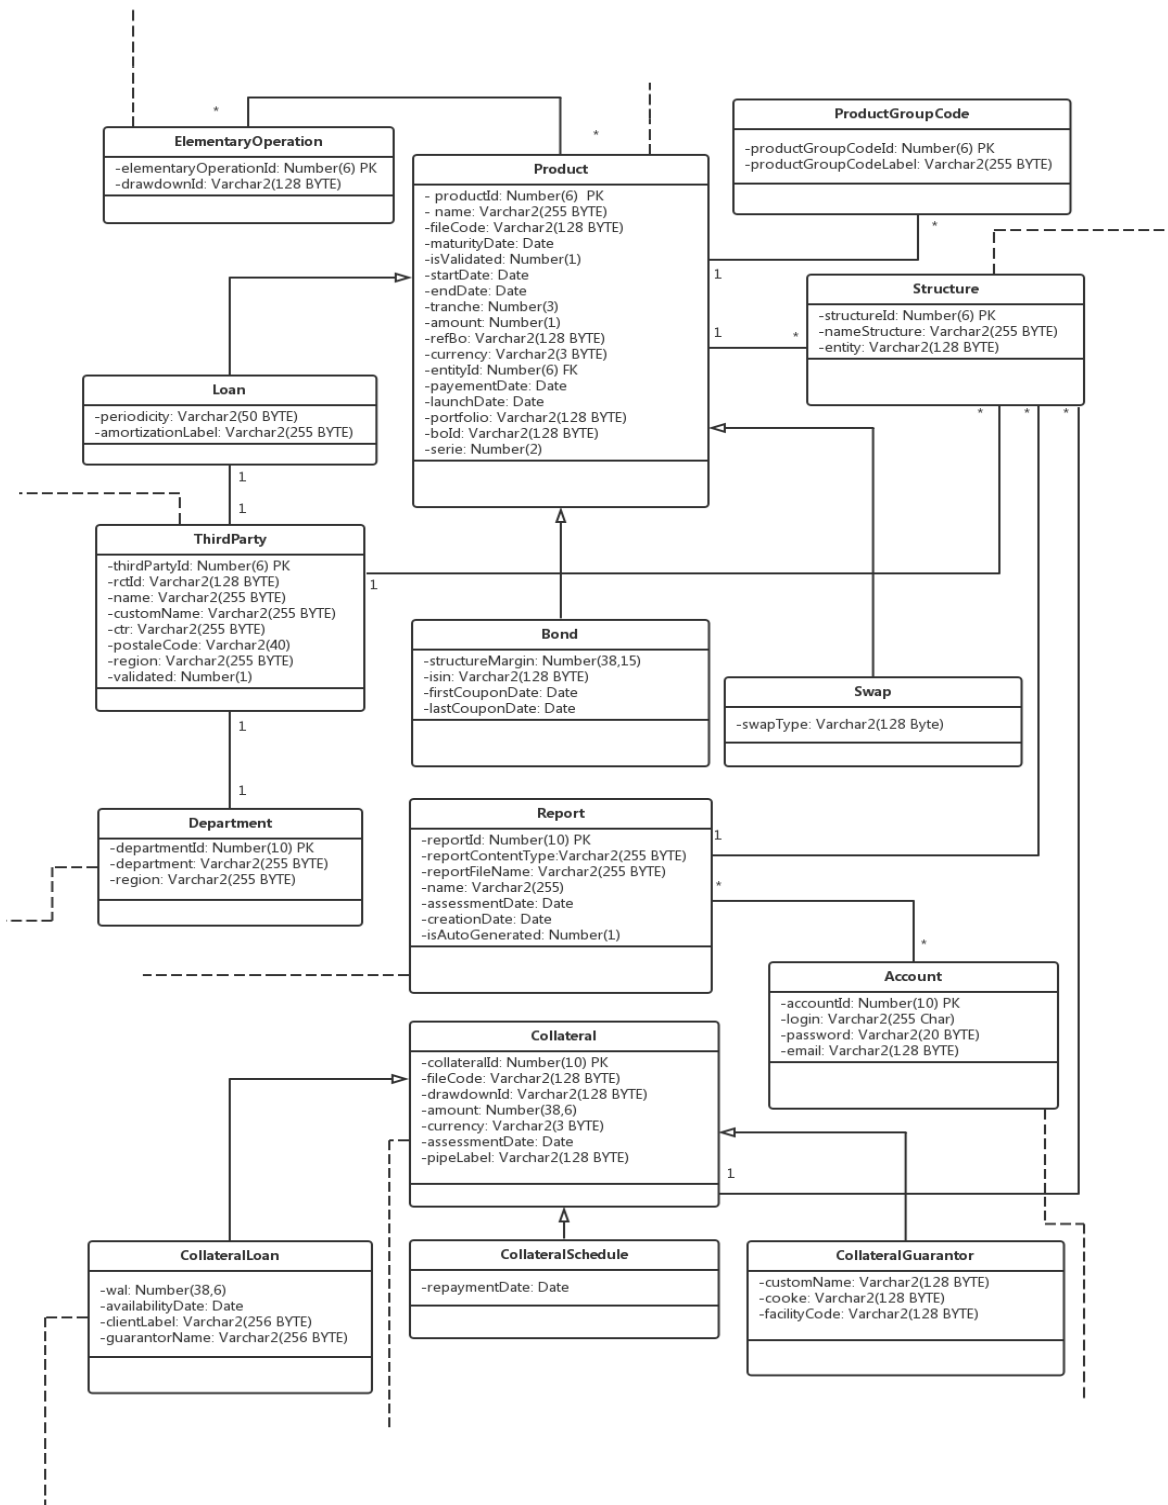 *
ElementaryOperation
-elementaryOperationId: Number(6) PK
-drawdownId: Varchar2(128 BYTE)
*
Product
- productId: Number(6)  PK
- name: Varchar2(255 BYTE)
-fileCode: Varchar2(128 BYTE)
-maturityDate: Date
-isValidated: Number(1)
-startDate: Date
-endDate: Date
-tranche: Number(3)
-amount: Number(1)
-refBo: Varchar2(128 BYTE)
-currency: Varchar2(3 BYTE)
-entityId: Number(6) FK
-payementDate: Date
-launchDate: Date
-portfolio: Varchar2(128 BYTE)
-boId: Varchar2(128 BYTE)
-serie: Number(2)
ProductGroupCode
-productGroupCodeId: Number(6) PK
-productGroupCodeLabel: Varchar2(255 BYTE)
*
1
1
*
Structure
-structureId: Number(6) PK
-nameStructure: Varchar2(255 BYTE)
-entity: Varchar2(128 BYTE)
* * *
Loan
-periodicity: Varchar2(50 BYTE)
-amortizationLabel: Varchar2(255 BYTE)
1
1
ThirdParty
-thirdPartyId: Number(6) PK
-rctId: Varchar2(128 BYTE)
-name: Varchar2(255 BYTE)
-customName: Varchar2(255 BYTE)
-ctr: Varchar2(255 BYTE)
-postaleCode: Varchar2(40)
-region: Varchar2(255 BYTE)
-validated: Number(1)
1
1
1
Bond
-structureMargin: Number(38,15)
-isin: Varchar2(128 BYTE)
-firstCouponDate: Date
-lastCouponDate: Date
Swap
-swapType: Varchar2(128 Byte)
Department
-departmentId: Number(10) PK
-department: Varchar2(255 BYTE)
-region: Varchar2(255 BYTE)
Report
-reportId: Number(10) PK
-reportContentType:Varchar2(255 BYTE)
-reportFileName: Varchar2(255 BYTE)
-name: Varchar2(255)
-assessmentDate: Date
-creationDate: Date
-isAutoGenerated: Number(1)
1
*
*
Account
-accountId: Number(10) PK
-login: Varchar2(255 Char)
-password: Varchar2(20 BYTE)
-email: Varchar2(128 BYTE)
Collateral
-collateralId: Number(10) PK
-fileCode: Varchar2(128 BYTE)
-drawdownId: Varchar2(128 BYTE)
-amount: Number(38,6)
-currency: Varchar2(3 BYTE)
-assessmentDate: Date
-pipeLabel: Varchar2(128 BYTE)
1
CollateralLoan
-wal: Number(38,6)
-availabilityDate: Date
-clientLabel: Varchar2(256 BYTE)
-guarantorName: Varchar2(256 BYTE)
CollateralSchedule
-repaymentDate: Date
CollateralGuarantor
-customName: Varchar2(128 BYTE)
-cooke: Varchar2(128 BYTE)
-facilityCode: Varchar2(128 BYTE)